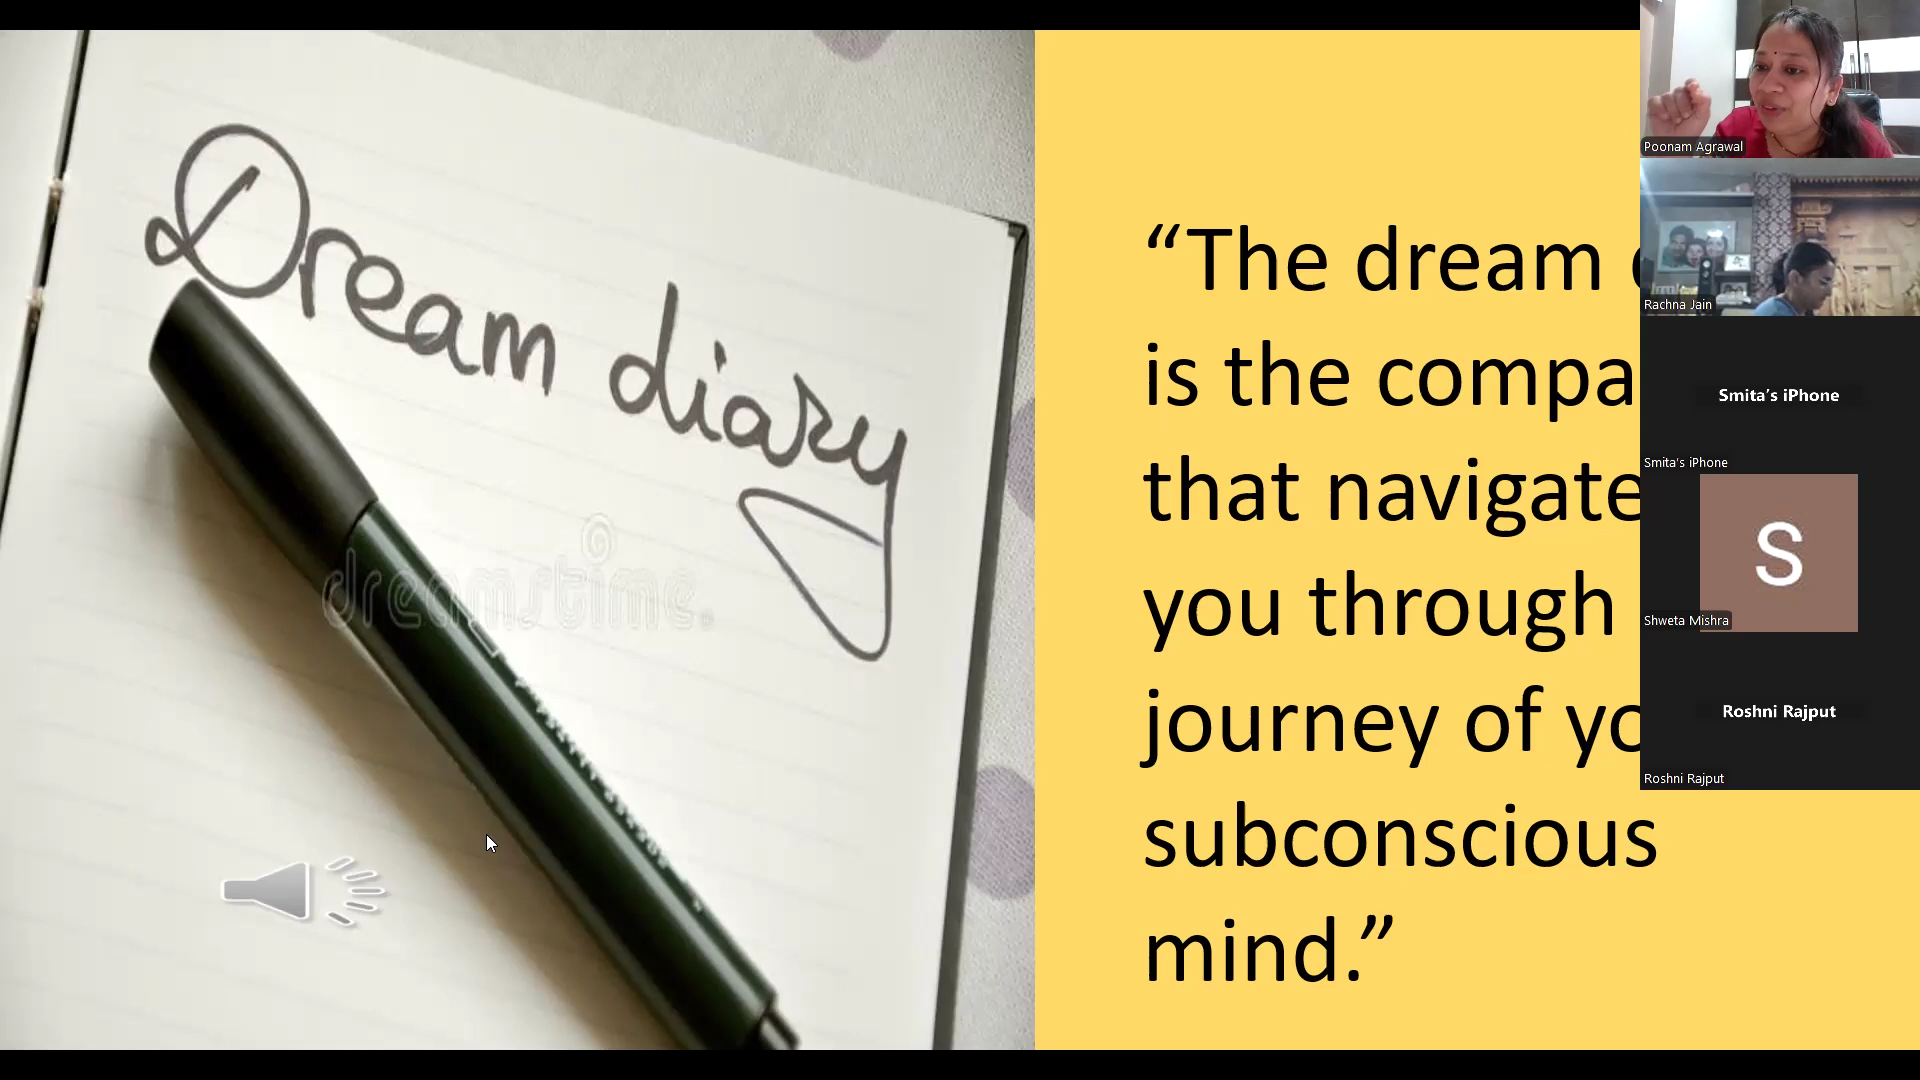 Dream diary
dreamstime.
“The dream
is the compa
that navigate
you through
journey of yo
subconscious
mind.”
Poonam Agrawal
Rachna Jain
Smita's iPhone
Smita's iPhone
S
Shweta Mishra
Roshni Rajput
Roshni Rajput